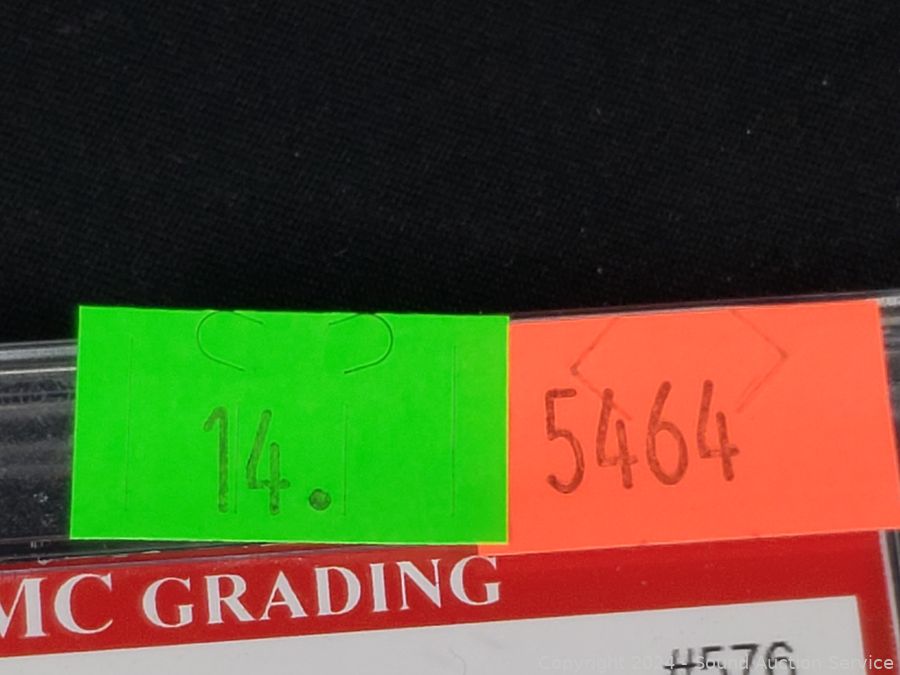 14.
5464
MC GRADING
#576
Copyright 2024 - Sound Auction Service